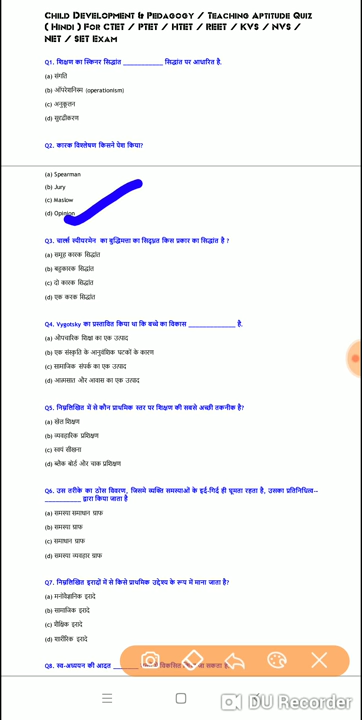 CHILD DEVELOPMENT & PEDAGOGY / TEACHING APTITUDE QUIZ
( HINDI ) FOR CTET / PTET / HTET / REET / KVS / NVS /
NET / SET EXAM
Q1. शिक्षण का स्किनर सिद्धांत __________ सिद्धांत पर आधारित है.
(a) संगति
(b) ऑपरेशनिस्म (operationism)
(c) अनुकूलन
(d) सुदृढीकरण
Q2. कारक विश्लेषण किसने पेश किया?
(a) Spearman
(b) Jury
(c) Maslow
(d) Opinion
Q3. चार्ल्स स्पीयरमेन का बुद्धिमत्ता का सिद्घान्त किस प्रकार का सिद्धांत है ?
(a) समूह कारक सिद्धांत
(b) बहुकारक सिद्धांत
(c) दो कारक सिद्धांत
(d) एक करक सिद्धांत
Q4. Vygotsky का प्रस्तावित किया था कि बच्चे का विकास __________ है.
(a) औपचारिक शिक्षा का एक उत्पाद
(b) एक संस्कृति के आनुवंशिक घटकों के कारण
(c) सामाजिक संपर्क का एक उत्पाद
(d) आत्मसात और आवास का एक उत्पाद
Q5. निम्नलिखित में से कौन प्राथमिक स्तर पर शिक्षण की सबसे अच्छी तकनीक है?
(a) खेल शिक्षण
(b) व्यवहारिक प्रशिक्षण
(c) स्वयं सीखना
(d) ब्लैक बोर्ड और चाक प्रशिक्षण
Q6. उस तरीके का ठोस विवरण, जिसमे व्यक्ति समस्याओं के इर्द-गिर्द ही घूमता रहता है, उसका प्रतिनिधित्व--
__________ द्वारा किया जाता है
(a) समस्या समाधान ग्राफ
(b) समस्या ग्राफ
(c) समाधान ग्राफ
(d) समस्या व्यवहार ग्राफ
Q7. निम्नलिखित इरादों में से किसे प्राथमिक उद्देश्य के रूप में माना जाता है?
(a) मनोवैज्ञानिक इरादे
(b) सामाजिक इरादे
(c) शैक्षिक इरादे
(d) शारीरिक इरादे
Q8. स्व-अध्ययन की आदत
DU Recorder